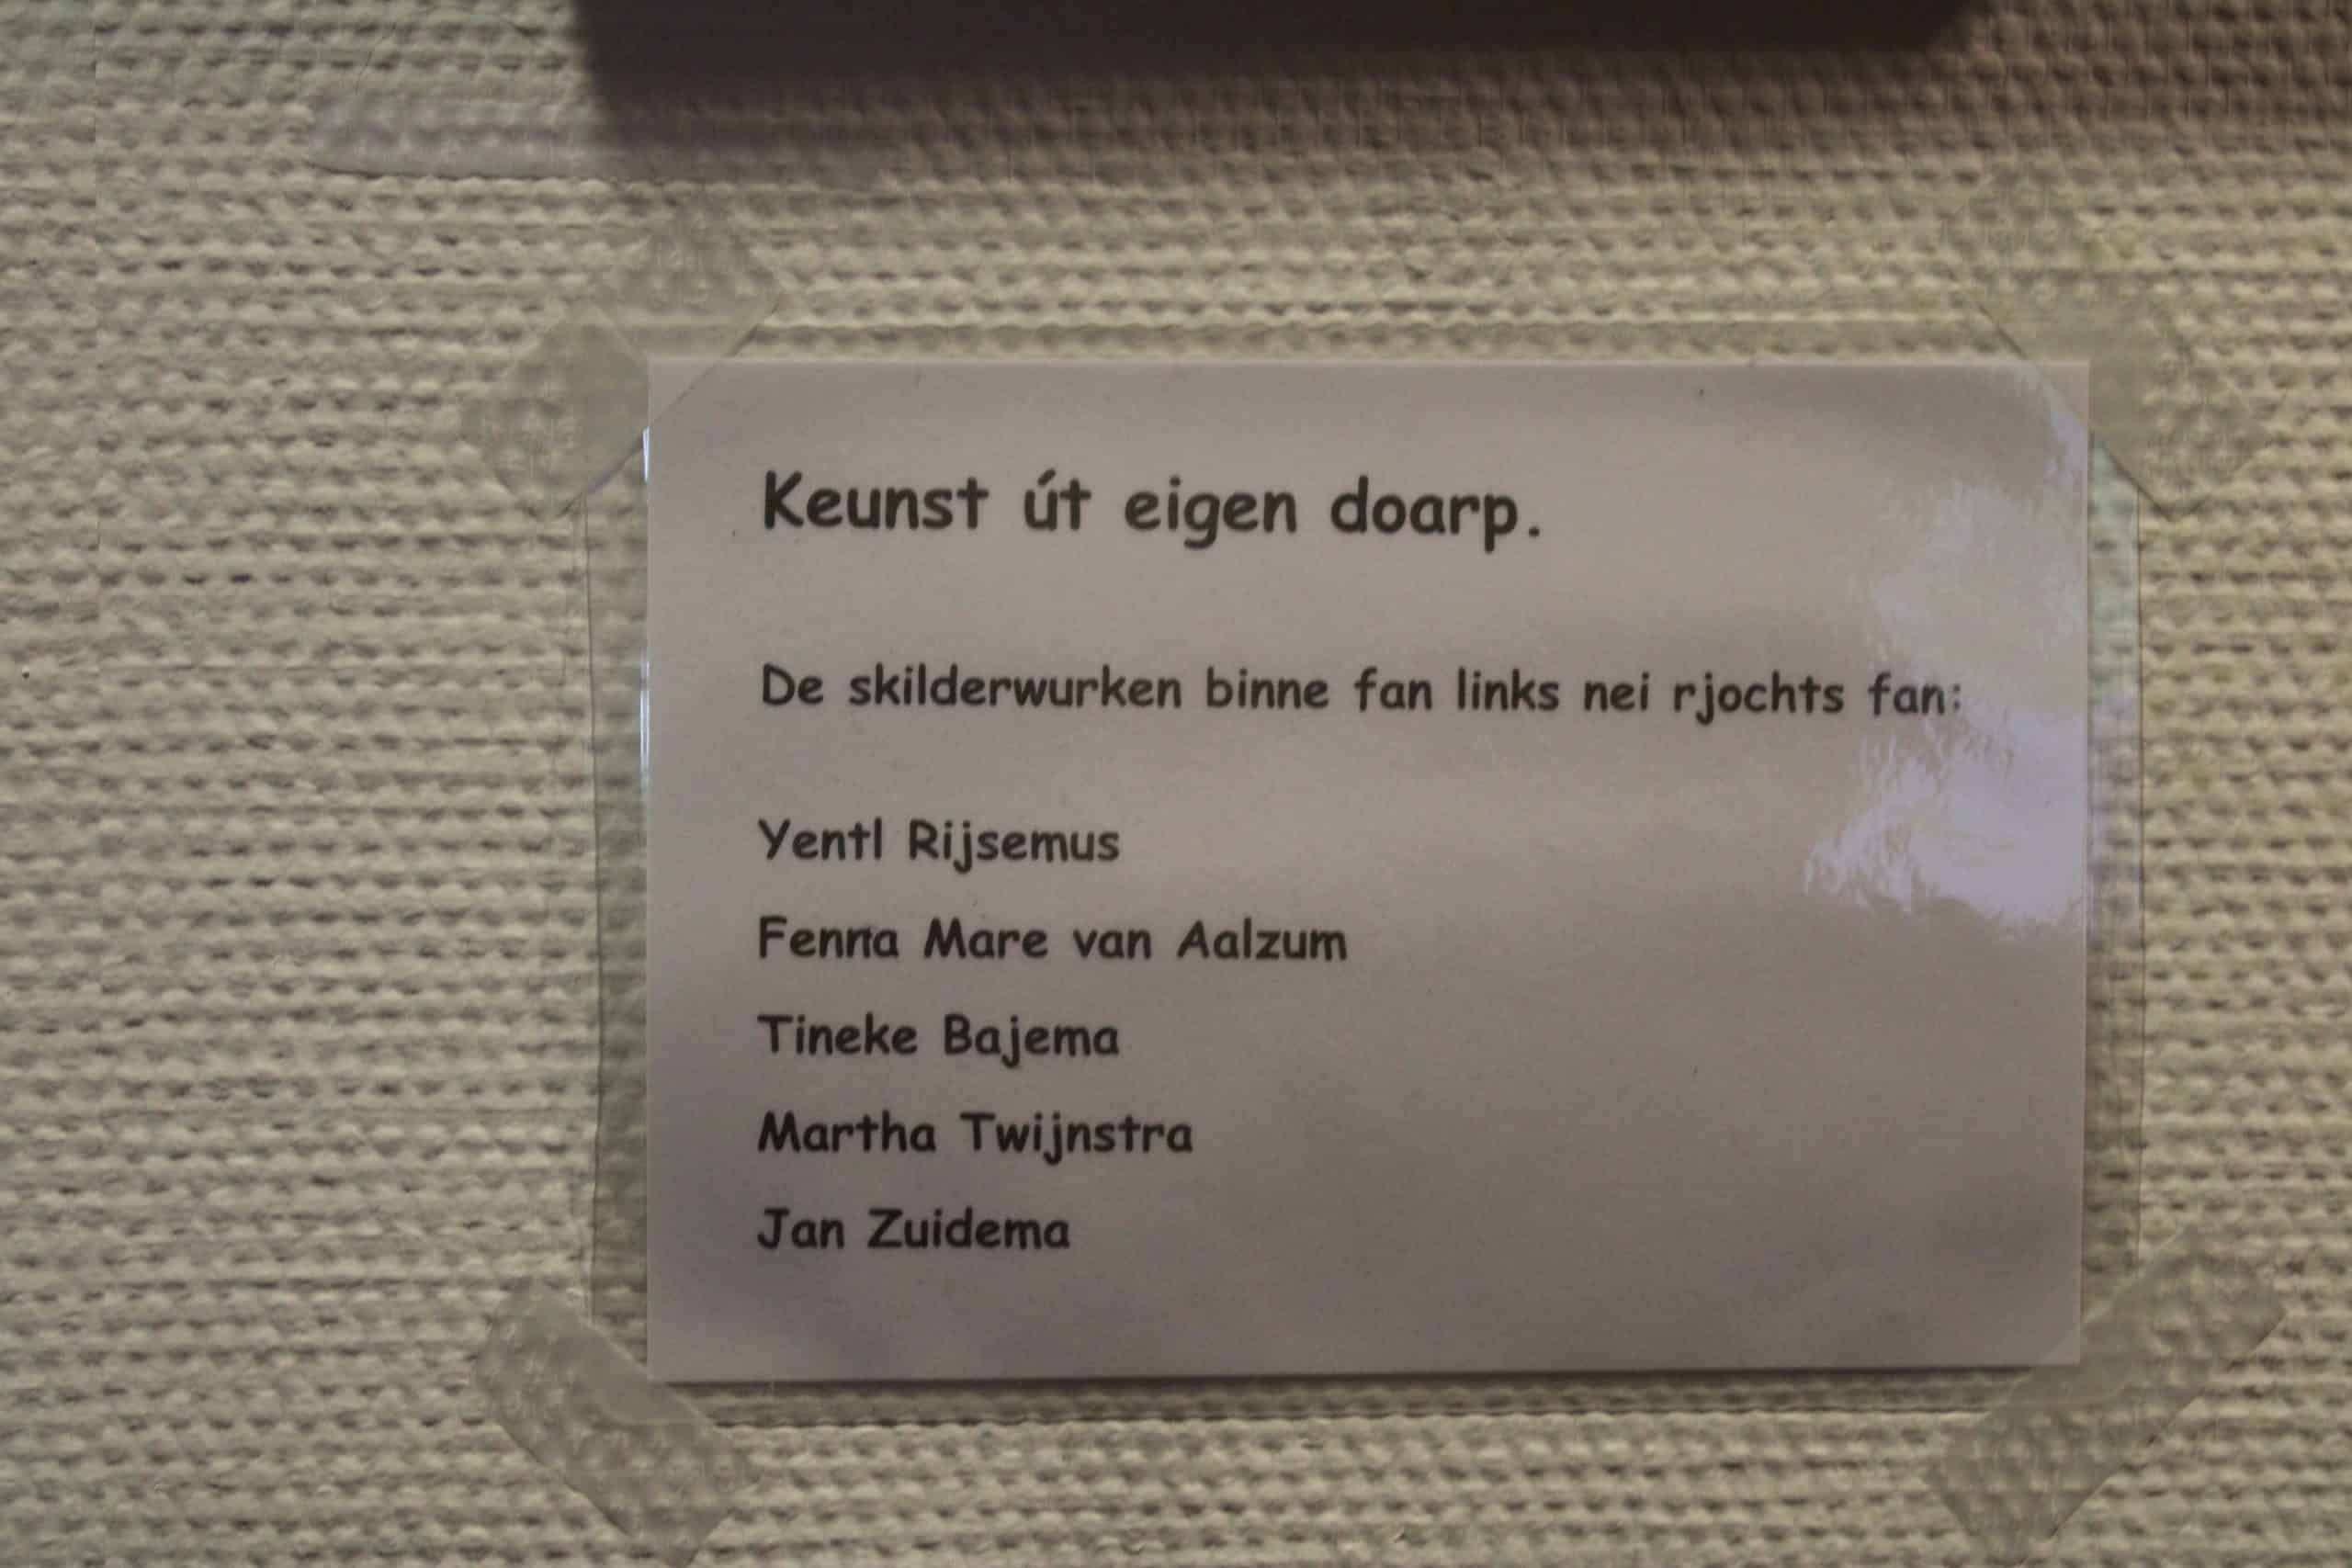 Keunst út eigen doarp.
De skilderwurken binne fan links nei rjochts fan:
Yentl Rijsemus
Fenna Mare van Aalzum
Tineke Bajema
Martha Twijnstra
Jan Zuidema